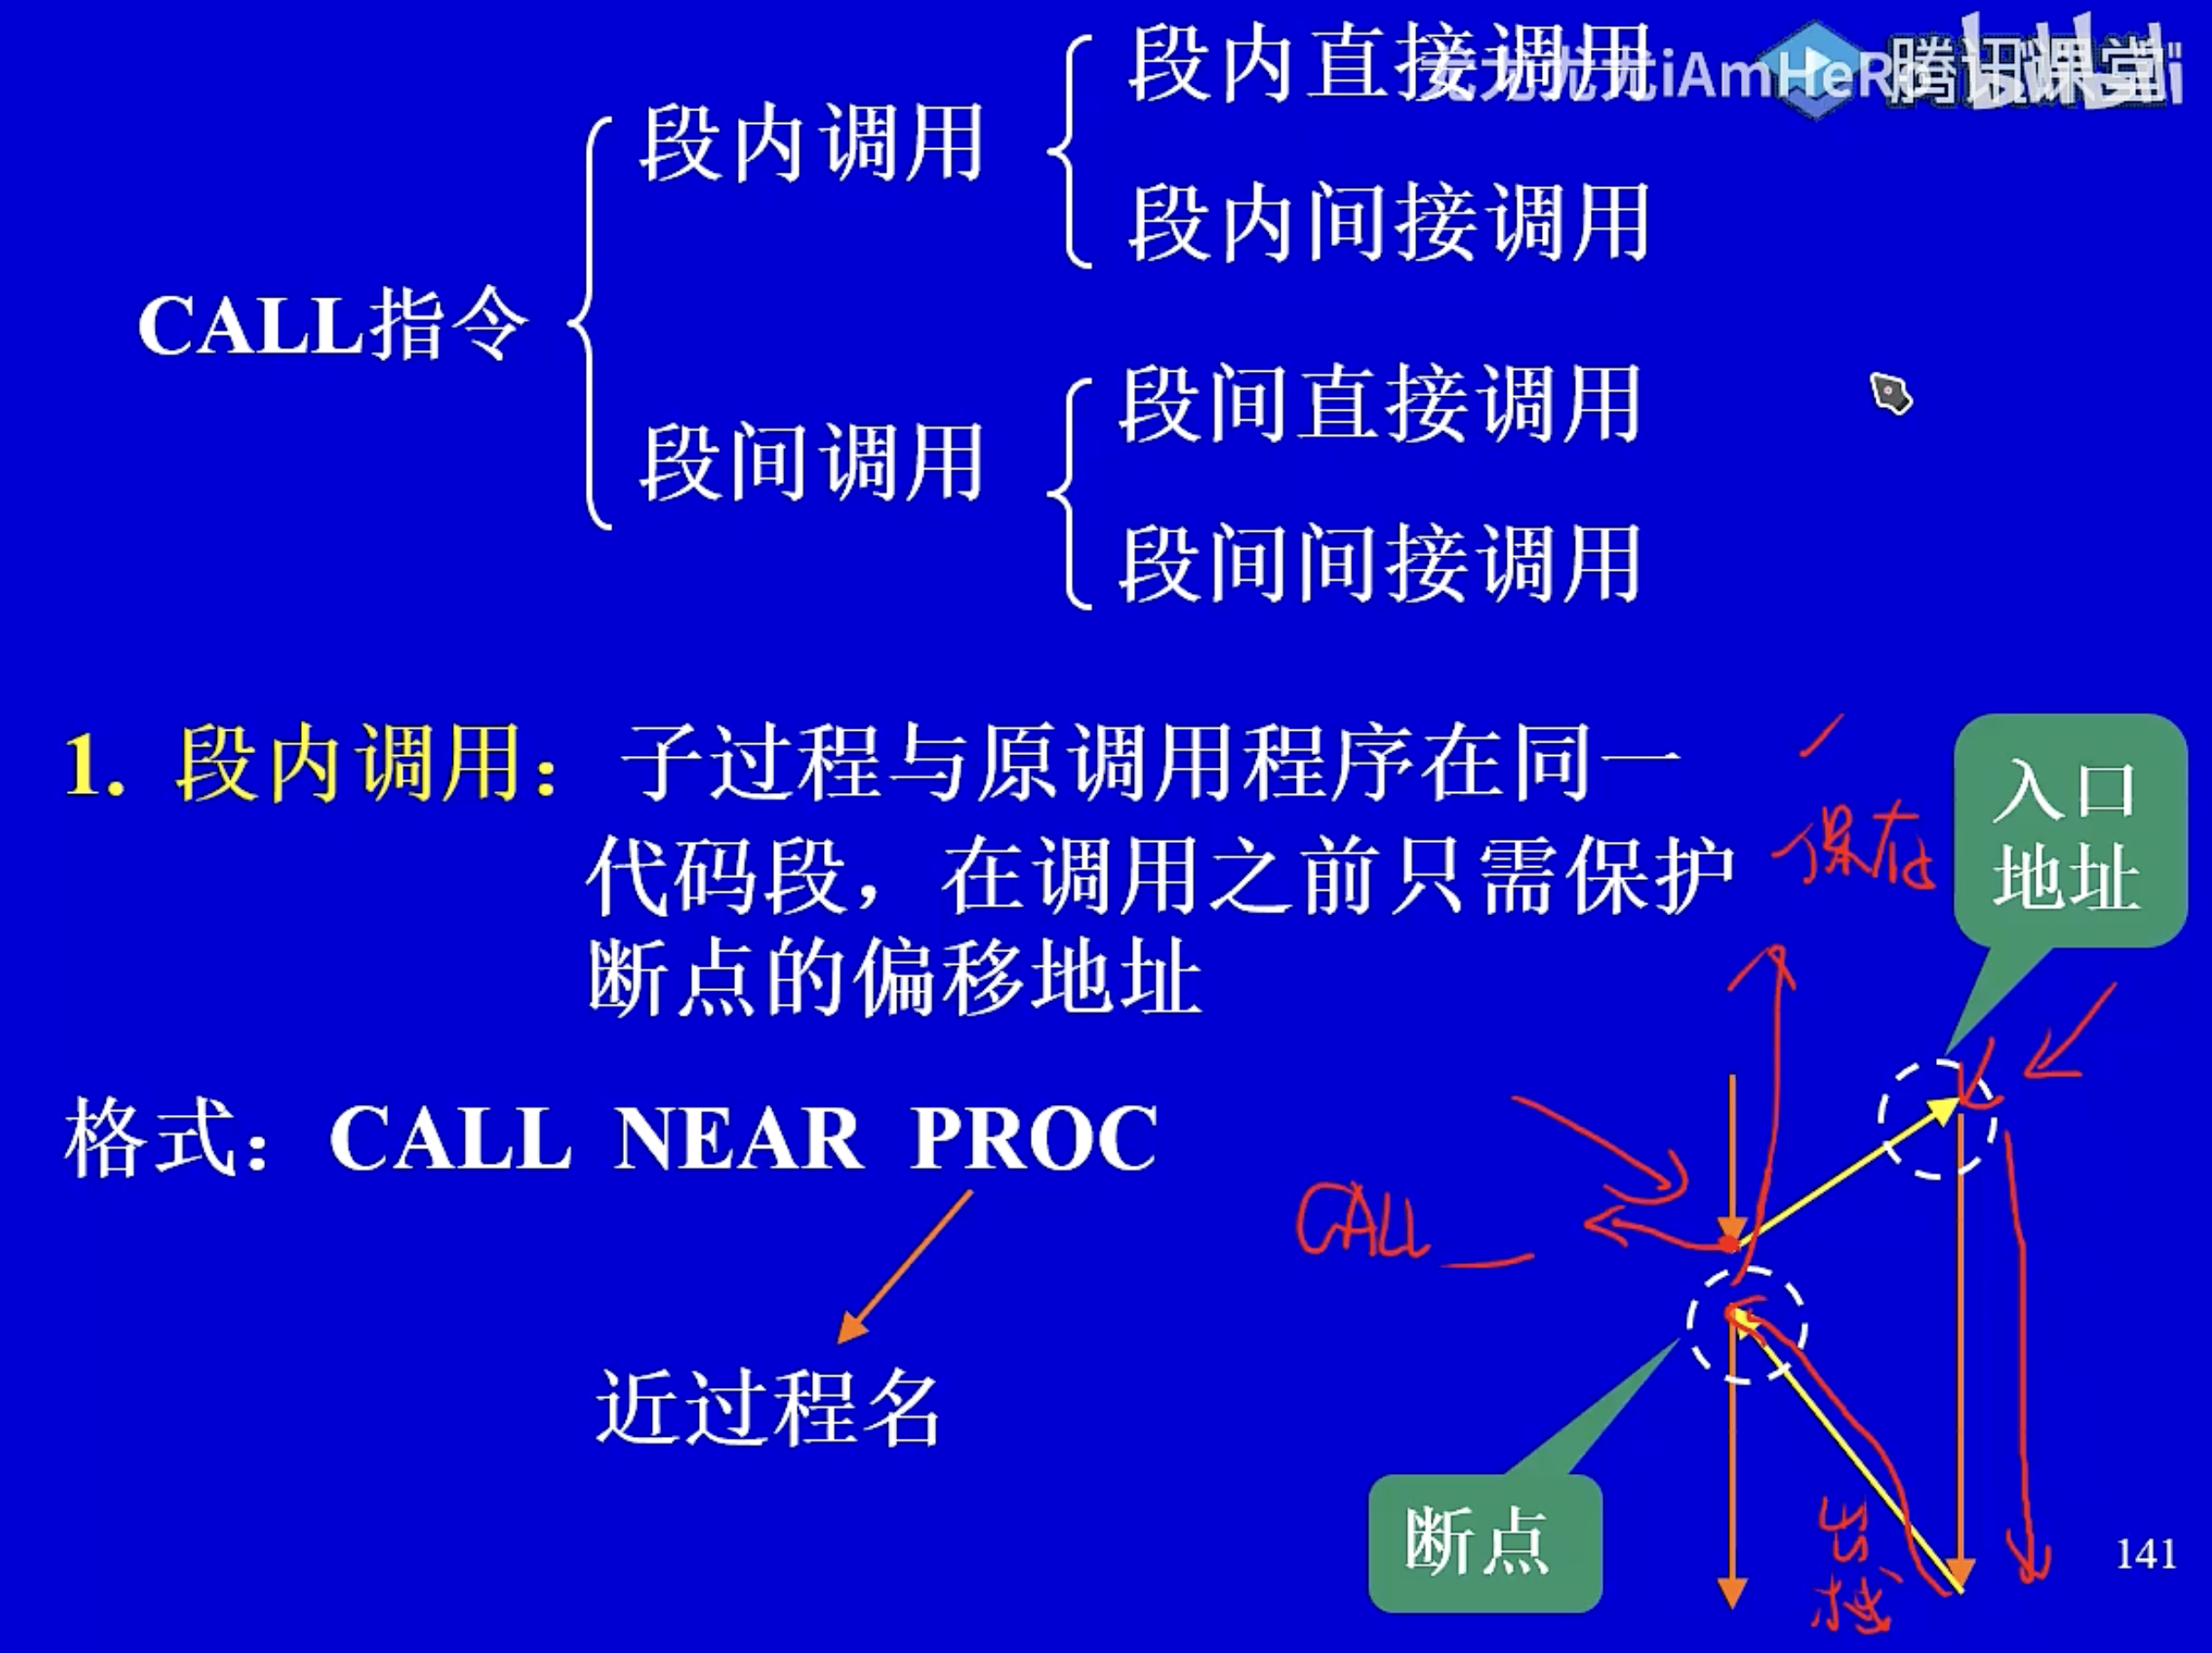 段内直接调用
iAmHeRo
腾讯课堂
段内调用
段内间接调用
CALL指令
段间直接调用
段间调用
段间间接调用
1. 段内调用：子过程与原调用程序在同一
代码段，在调用之前只需保护
断点的偏移地址
保存
入口
地址
格式：CALL NEAR PROC
CALL
近过程名
断点
出
栈
141